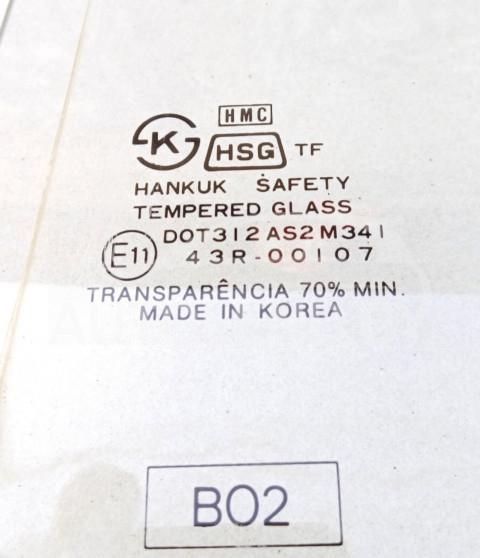 HMC
K HSG TF
HANKUK SAFETY
TEMPERED GLASS
DOT312 AS2 M341
E11 43R-00107
TRANSPARÊNCIA 70% MIN.
MADE IN KOREA
B02